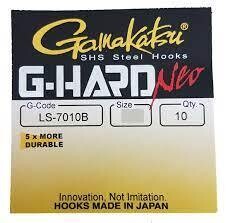 Gamakatsu
SHS Steel Hooks
G-HARD Neo
G-Code
Size
Qty.
LS-7010B
10
5 x MORE
DURABLE
Innovation, Not Imitation.
HOOKS MADE IN JAPAN